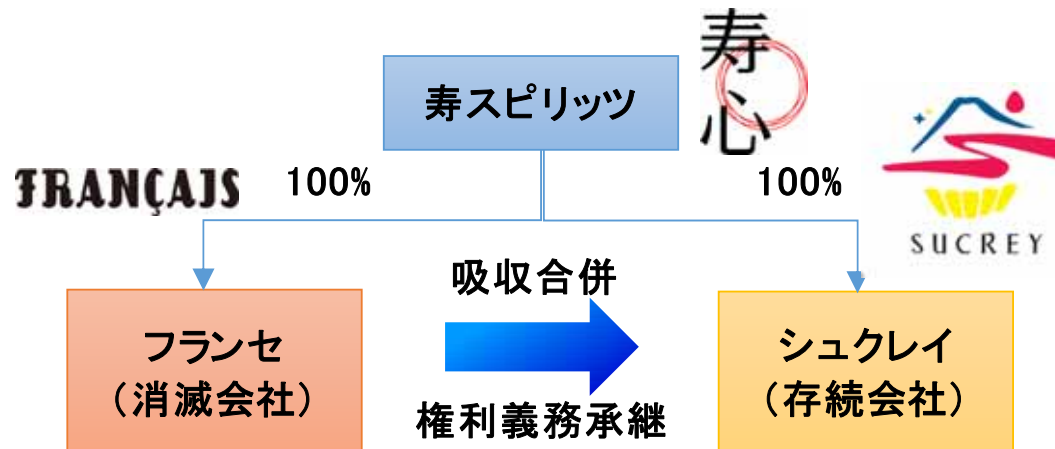 寿スピリッツ
寿心
FRANÇAIS
100%
100%
SUCREY
吸収合併
フランセ
（消滅会社）
シュクレイ
（存続会社）
権利義務承継